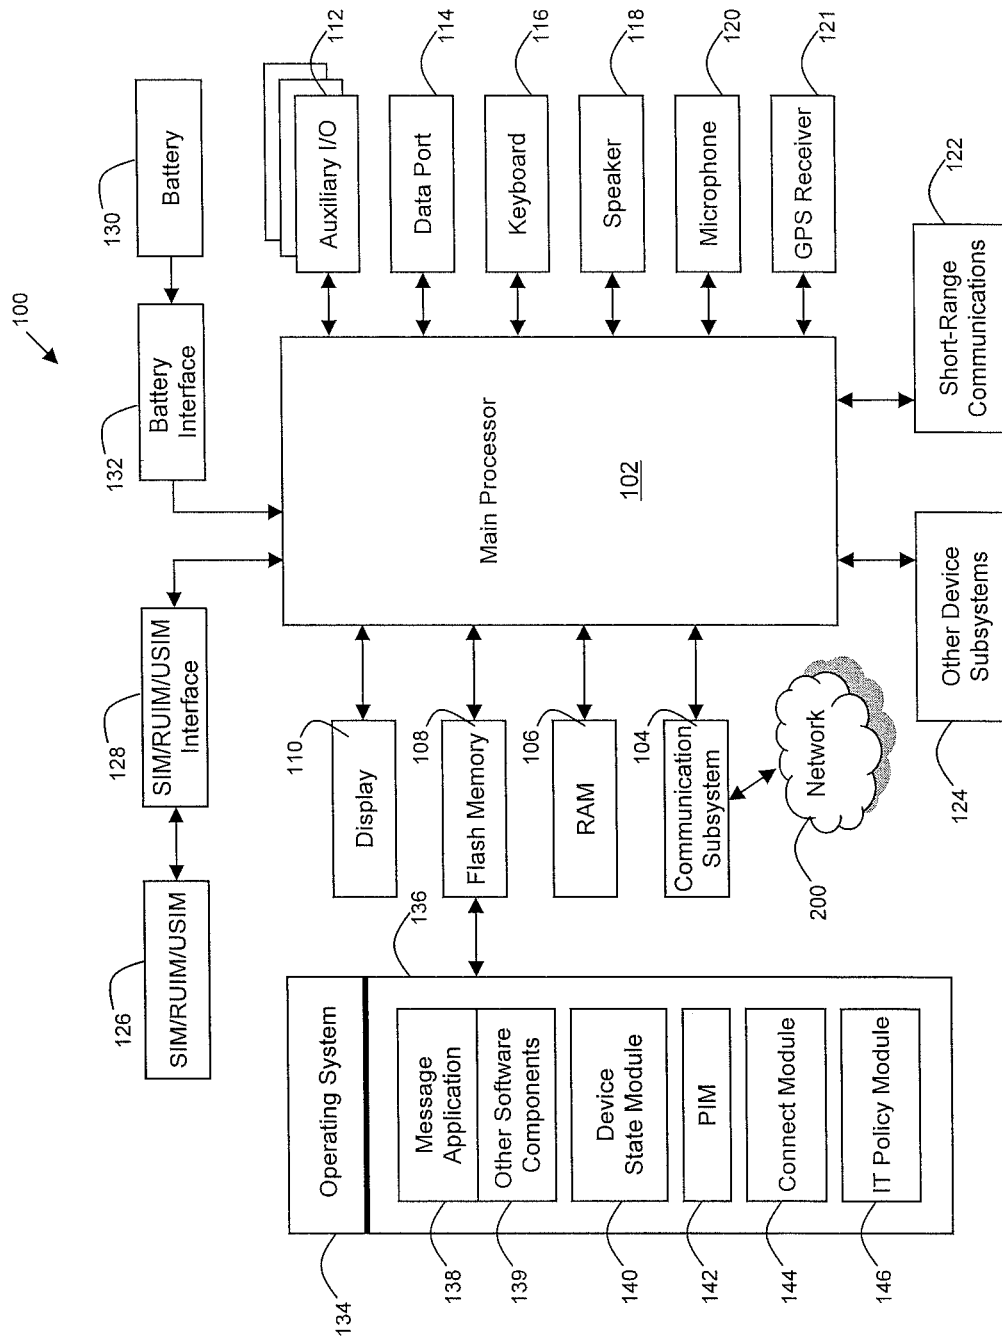 100
130
Battery
132
Battery
Interface
128
SIM/RUIM/USIM
Interface
126
SIM/RUIM/USIM
112
Auxiliary I/O
114
Data Port
116
Keyboard
118
Speaker
120
Microphone
121
GPS Receiver
Main Processor
102
110
Display
108
Flash Memory
106
RAM
104
Communication
Subsystem
Network
200
122
Short-Range
Communications
Other Device
Subsystems
124
136
134
Operating System
138
Message
Application
139
Other Software
Components
140
Device
State Module
142
PIM
144
Connect Module
146
IT Policy Module